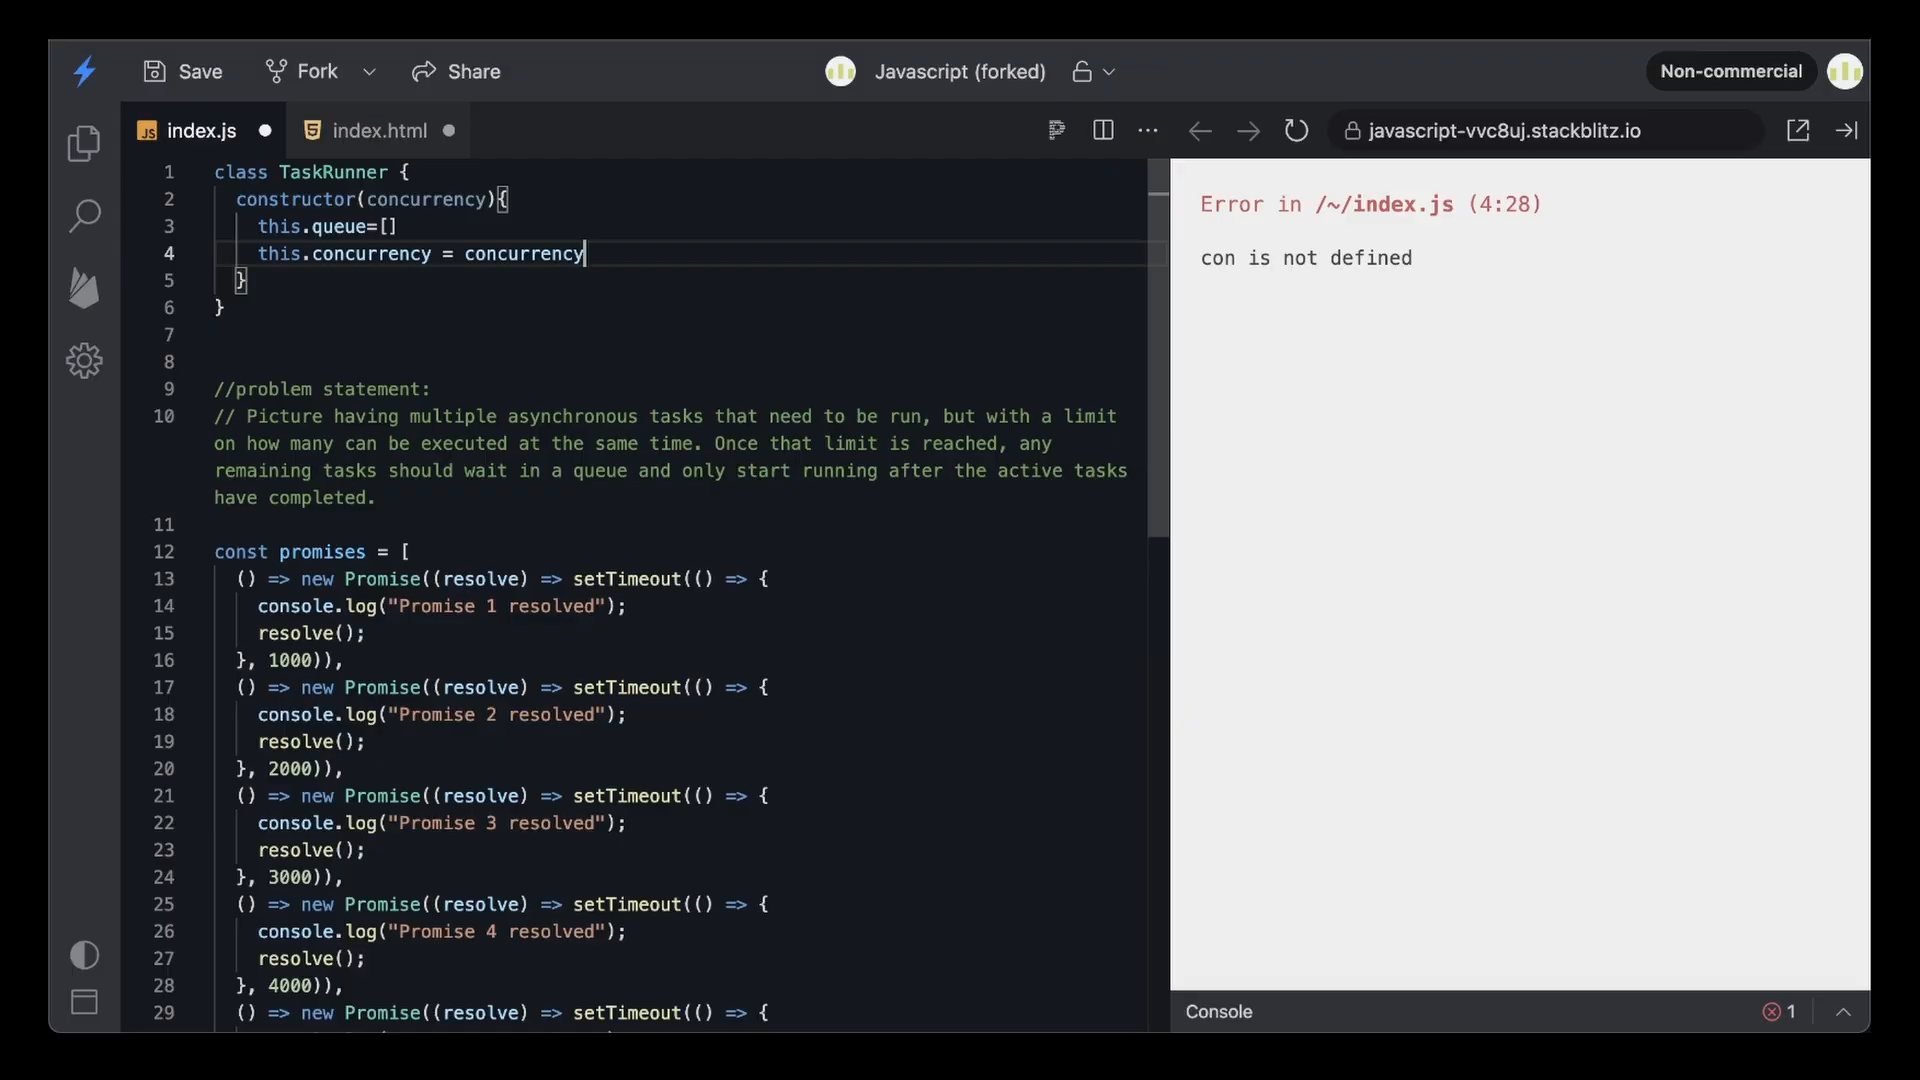 Save Fork Share Javascript (forked) Non-commercial
JS index.js index.html javascript-vvc8uj.stackblitz.io
1 class TaskRunner {
2 constructor(concurrency){
3 this.queue=[]
4 this.concurrency = concurrency
5 }
6 }
7
8
9 //problem statement:
10 // Picture having multiple asynchronous tasks that need to be run, but with a limit
on how many can be executed at the same time. Once that limit is reached, any
remaining tasks should wait in a queue and only start running after the active tasks
have completed.
11
12 const promises = [
13 () => new Promise((resolve) => setTimeout(() => {
14 console.log("Promise 1 resolved");
15 resolve();
16 }, 1000)),
17 () => new Promise((resolve) => setTimeout(() => {
18 console.log("Promise 2 resolved");
19 resolve();
20 }, 2000)),
21 () => new Promise((resolve) => setTimeout(() => {
22 console.log("Promise 3 resolved");
23 resolve();
24 }, 3000)),
25 () => new Promise((resolve) => setTimeout(() => {
26 console.log("Promise 4 resolved");
27 resolve();
28 }, 4000)),
29 () => new Promise((resolve) => setTimeout(() => {
Error in /~/index.js (4:28)
con is not defined
Console 1